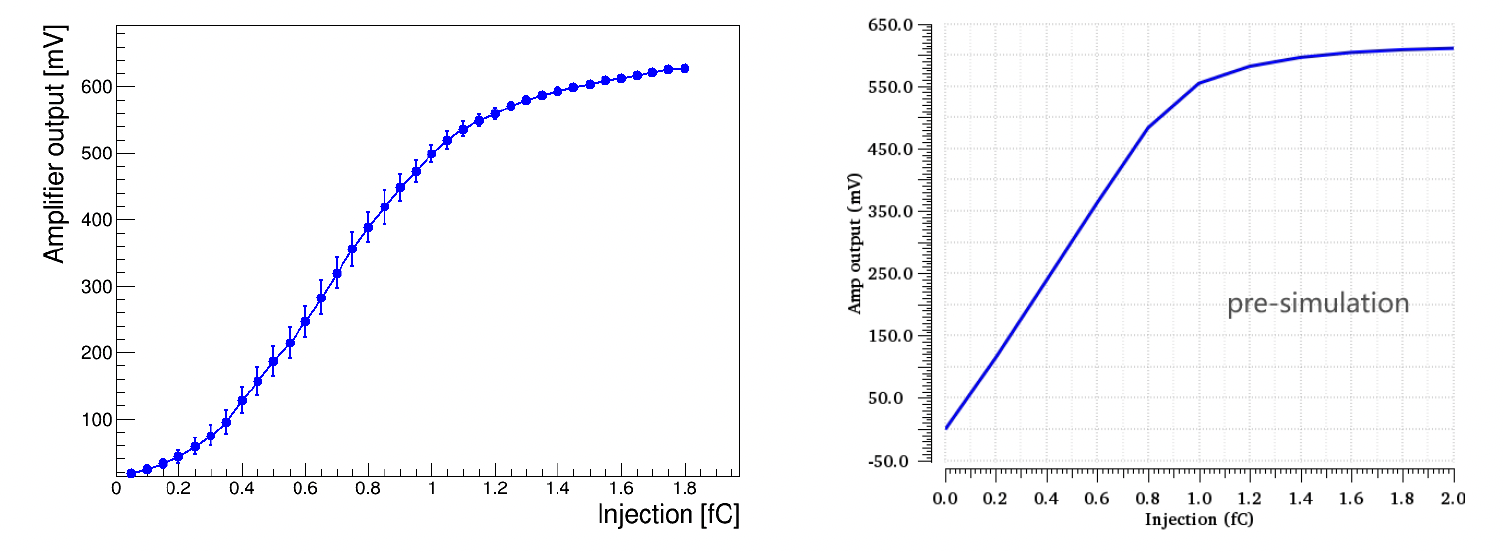 Amplifier output [mV]
600
500
400
300
200
100
0 0.2 0.4 0.6 0.8 1 1.2 1.4 1.6 1.8
Injection [fC]
Amp output (mV)
650.0
550.0
450.0
350.0
250.0
150.0
50.0
-50.0
pre-simulation
0.0 0.2 0.4 0.6 0.8 1.0 1.2 1.4 1.6 1.8 2.0
Injection (fC)